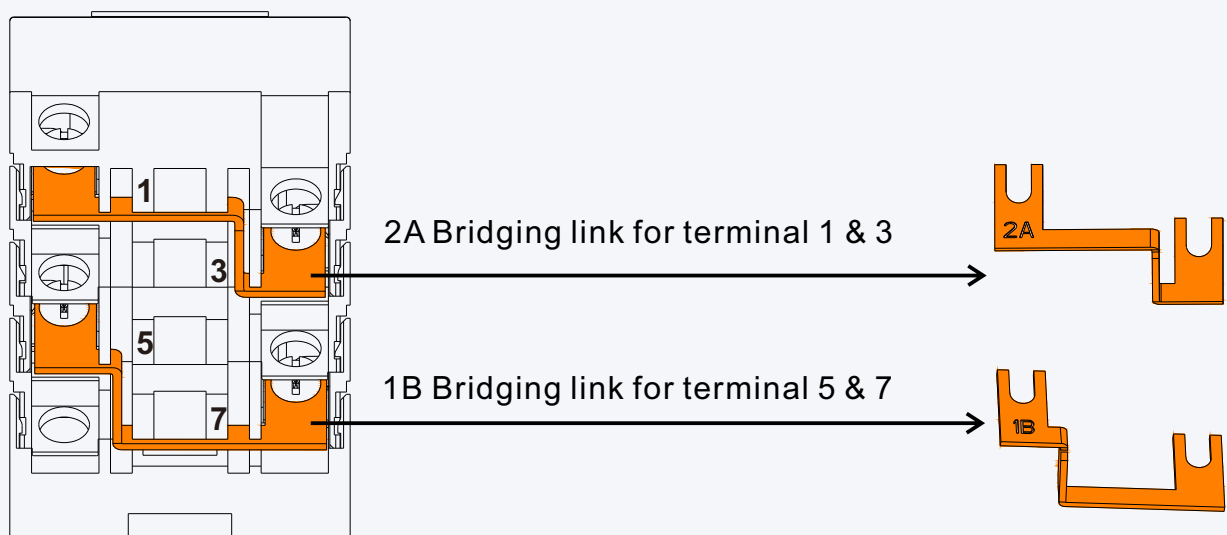 1
2A Bridging link for terminal 1 & 3
2A
3
5
1B Bridging link for terminal 5 & 7
1B
7